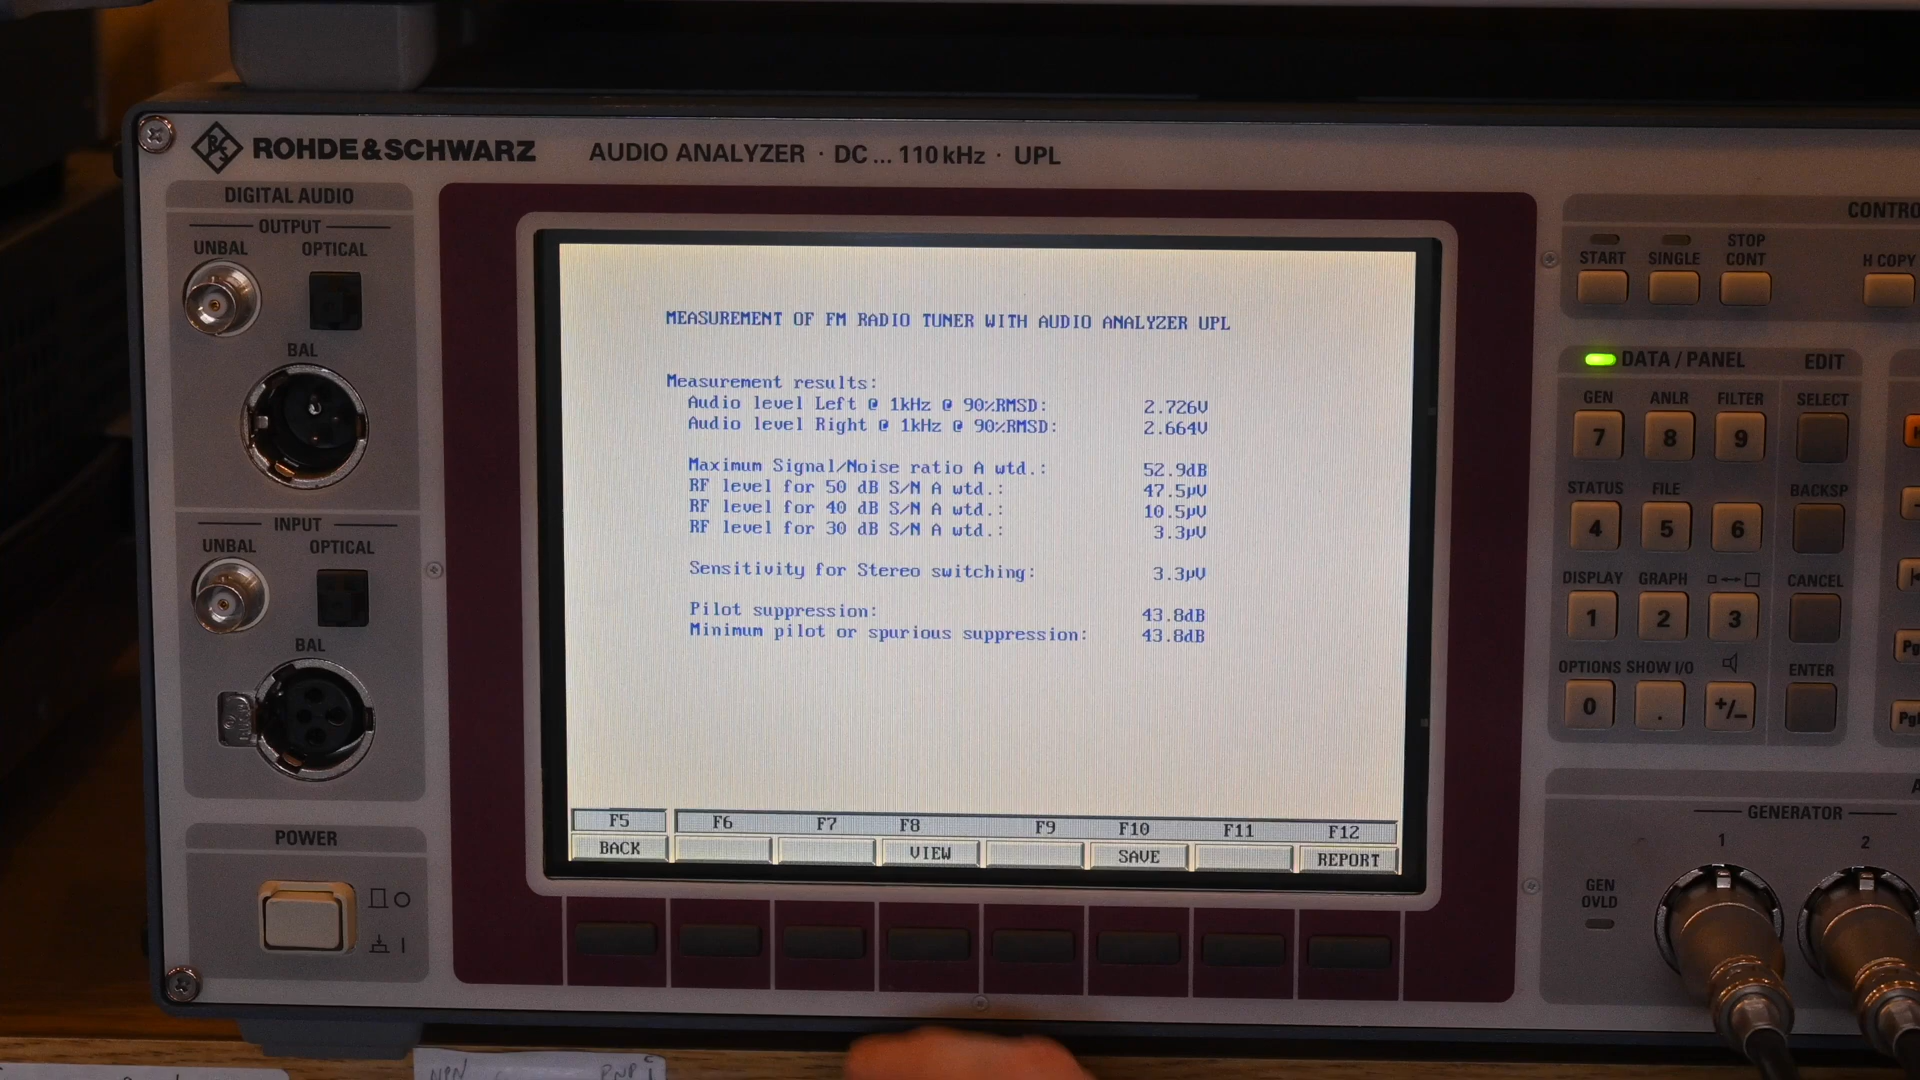 ROHDE&SCHWARZ
AUDIO ANALYZER · DC ... 110 kHz · UPL
DIGITAL AUDIO
OUTPUT
UNBAL OPTICAL
BAL
INPUT
UNBAL OPTICAL
BAL
POWER
MEASUREMENT OF FM RADIO TUNER WITH AUDIO ANALYZER UPL
Measurement results:
Audio level Left @ 1kHz @ 90%RMSD: 2.726V
Audio level Right @ 1kHz @ 90%RMSD: 2.664V
Maximum Signal/Noise ratio A wtd.: 52.9dB
RF level for 50 dB S/N A wtd.: 47.5µV
RF level for 40 dB S/N A wtd.: 10.5µV
RF level for 30 dB S/N A wtd.: 3.3µV
Sensitivity for Stereo switching: 3.3µV
Pilot suppression: 43.8dB
Minimum pilot or spurious suppression: 43.8dB
F5 F6 F7 F8 F9 F10 F11 F12
BACK VIEW SAVE REPORT
START SINGLE STOP CONT H COPY
DATA / PANEL EDIT
GEN ANLR FILTER SELECT
7 8 9
STATUS FILE BACKSP
4 5 6
DISPLAY GRAPH CANCEL
1 2 3
OPTIONS SHOW I/O ENTER
0 . +/−
GENERATOR
1 2
GEN
OVLD
NPN PNP